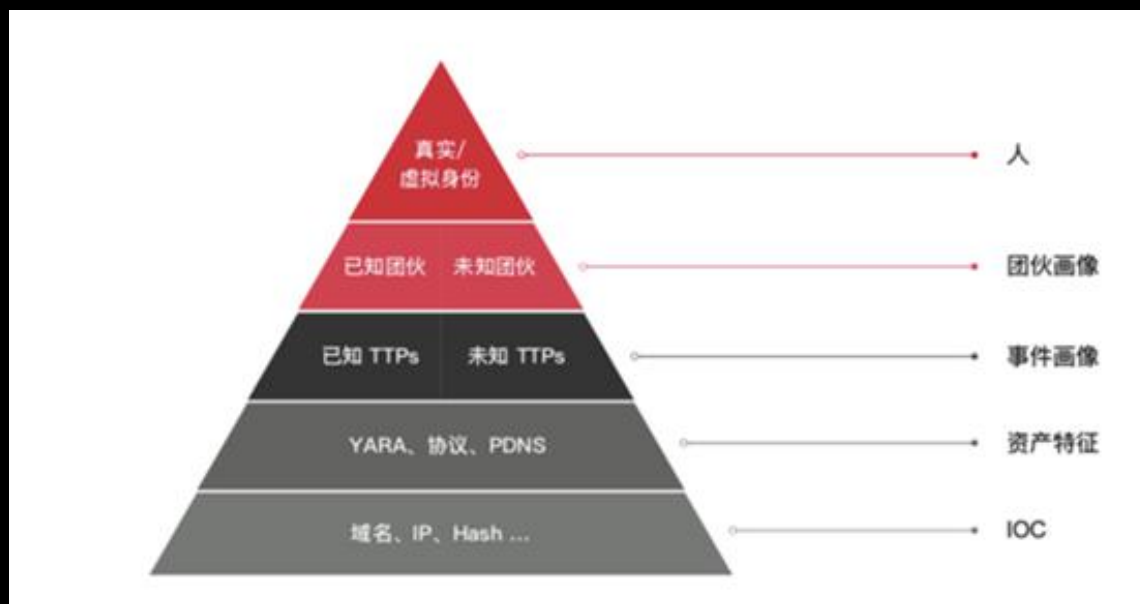 真实/
虚拟身份
人
已知团伙 未知团伙
团伙画像
已知 TTPs 未知 TTPs
事件画像
YARA、协议、PDNS
资产特征
域名、IP、Hash ...
IOC